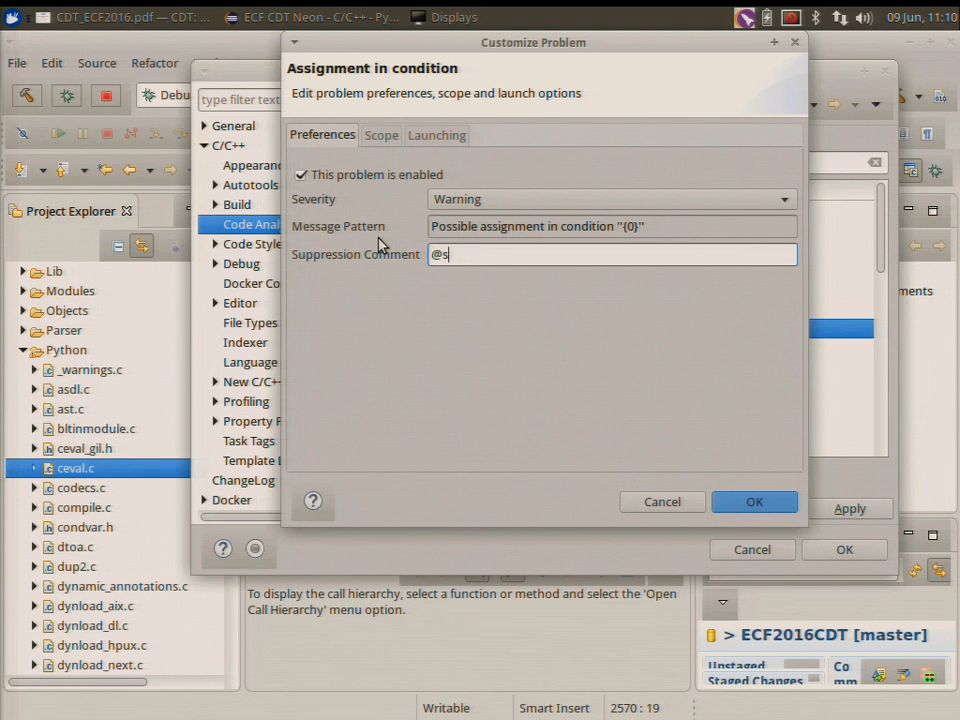 CDT_ECF2016.pdf — CDT: ...
ECF CDT Neon - C/C++ - Py...
Displays
09 Jun, 11:10
Customize Problem
File Edit Source Refactor
Assignment in condition
Edit problem preferences, scope and launch options
Debu
type filter text
General
C/C++
Appearanc
Autotools
Build
Code Anal
Code Style
Debug
Docker Co
Editor
File Types
Indexer
Language
New C/C++
Profiling
Property P
Task Tags
Template D
ChangeLog
Docker
Preferences Scope Launching
This problem is enabled
Severity Warning
Message Pattern Possible assignment in condition ''{0}''
Suppression Comment @s
Cancel OK
Apply
Cancel OK
ments
Project Explorer
Lib
Modules
Objects
Parser
Python
_warnings.c
asdl.c
ast.c
bltinmodule.c
ceval_gil.h
ceval.c
codecs.c
compile.c
condvar.h
dtoa.c
dup2.c
dynamic_annotations.c
dynload_aix.c
dynload_dl.c
dynload_hpux.c
dynload_next.c
To display the call hierarchy, select a function or method and select the 'Open
Call Hierarchy' menu option.
> ECF2016CDT [master]
Unstaged
Staged Changes
Co
mm
Writable Smart Insert 2570 : 19